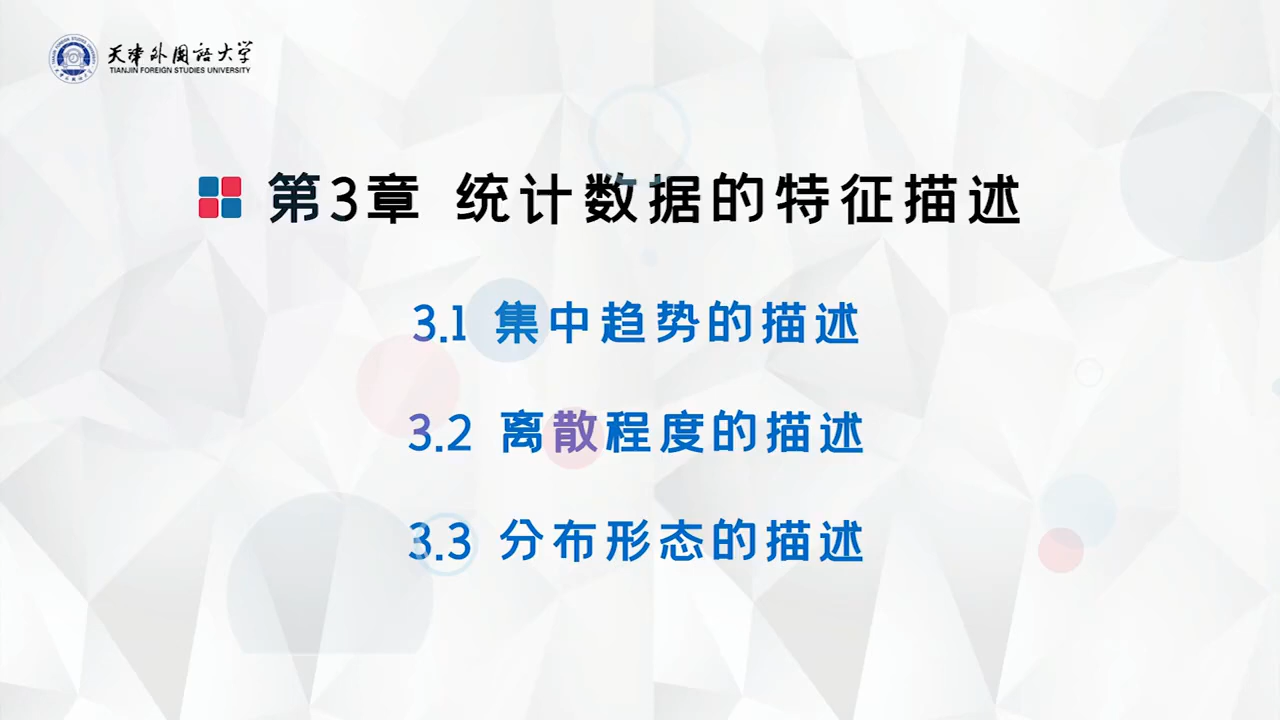 天津外国语大学
TIANJIN FOREIGN STUDIES UNIVERSITY
第3章 统计数据的特征描述
3.1 集中趋势的描述
3.2 离散程度的描述
3.3 分布形态的描述